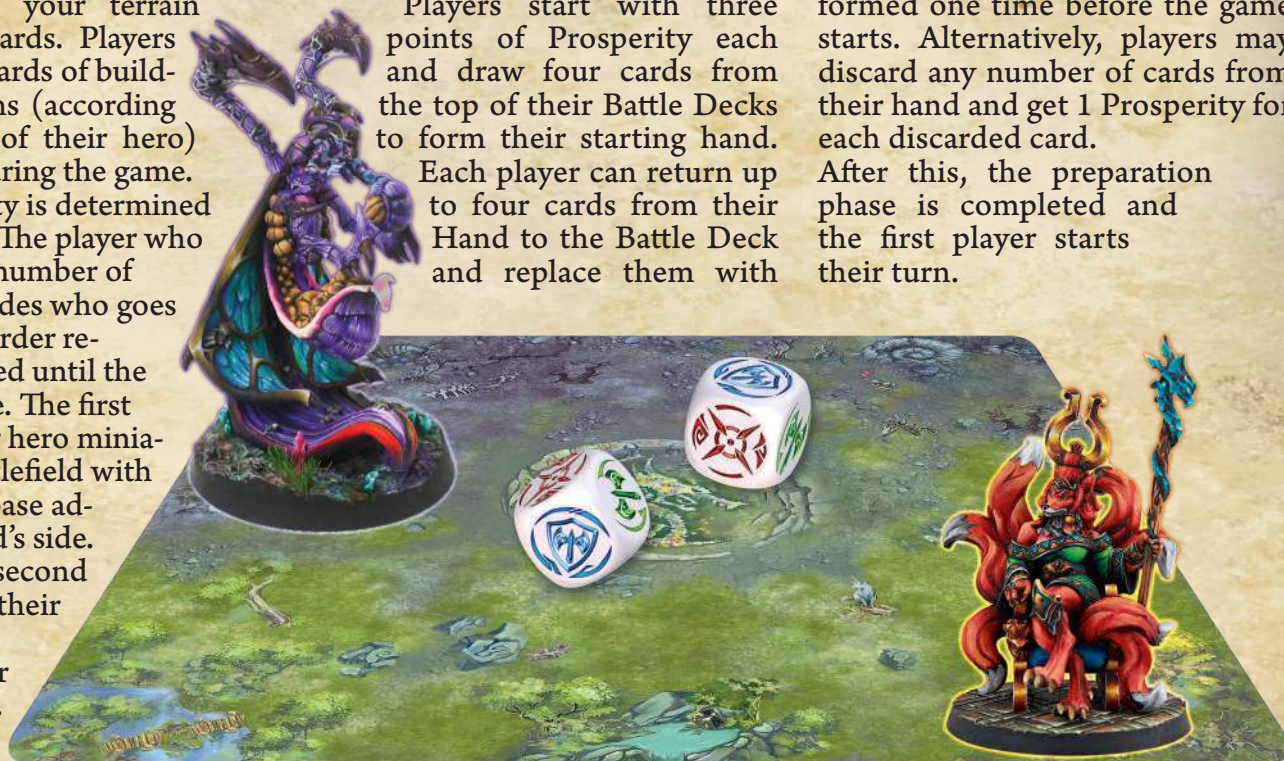 your terrain
ards. Players
ards of build-
ns (according
of their hero)
ring the game.
ty is determined
The player who
number of
des who goes
rder re-
ed until the
e. The first
hero minia-
lefield with
base ad-
d's side.
second
their
r
Players start with three
points of Prosperity each
and draw four cards from
the top of their Battle Decks
to form their starting hand.
Each player can return up
to four cards from their
Hand to the Battle Deck
and replace them with
formed one time before the game
starts. Alternatively, players may
discard any number of cards from
their hand and get 1 Prosperity for
each discarded card.
After this, the preparation
phase is completed and
the first player starts
their turn.